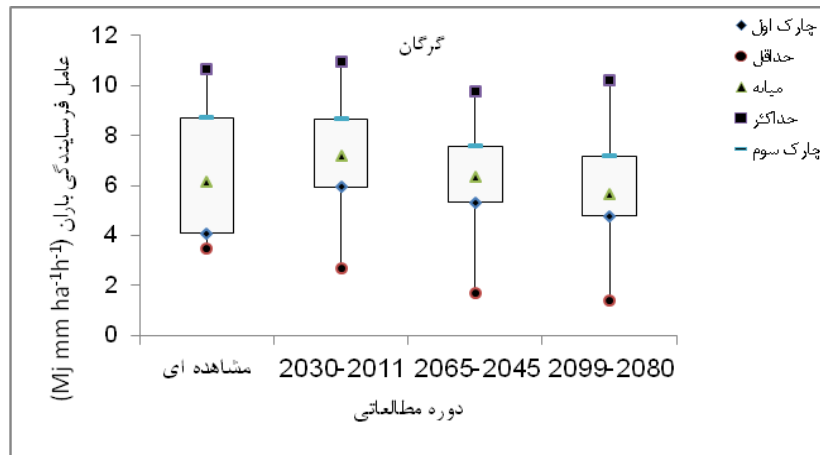 گرگان
چارک اول
حداقل
میانه
حداکثر
چارک سوم
عامل فرسایندگی باران (Mj mm ha-1h-1)
12
10
8
6
4
2
0
مشاهده ای 2030-2011 2065-2045 2099-2080
دوره مطالعاتی